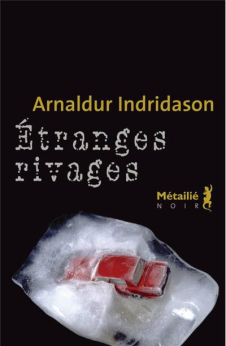 Arnaldur Indridason
Étranges
rivages
Métailié
NOIR